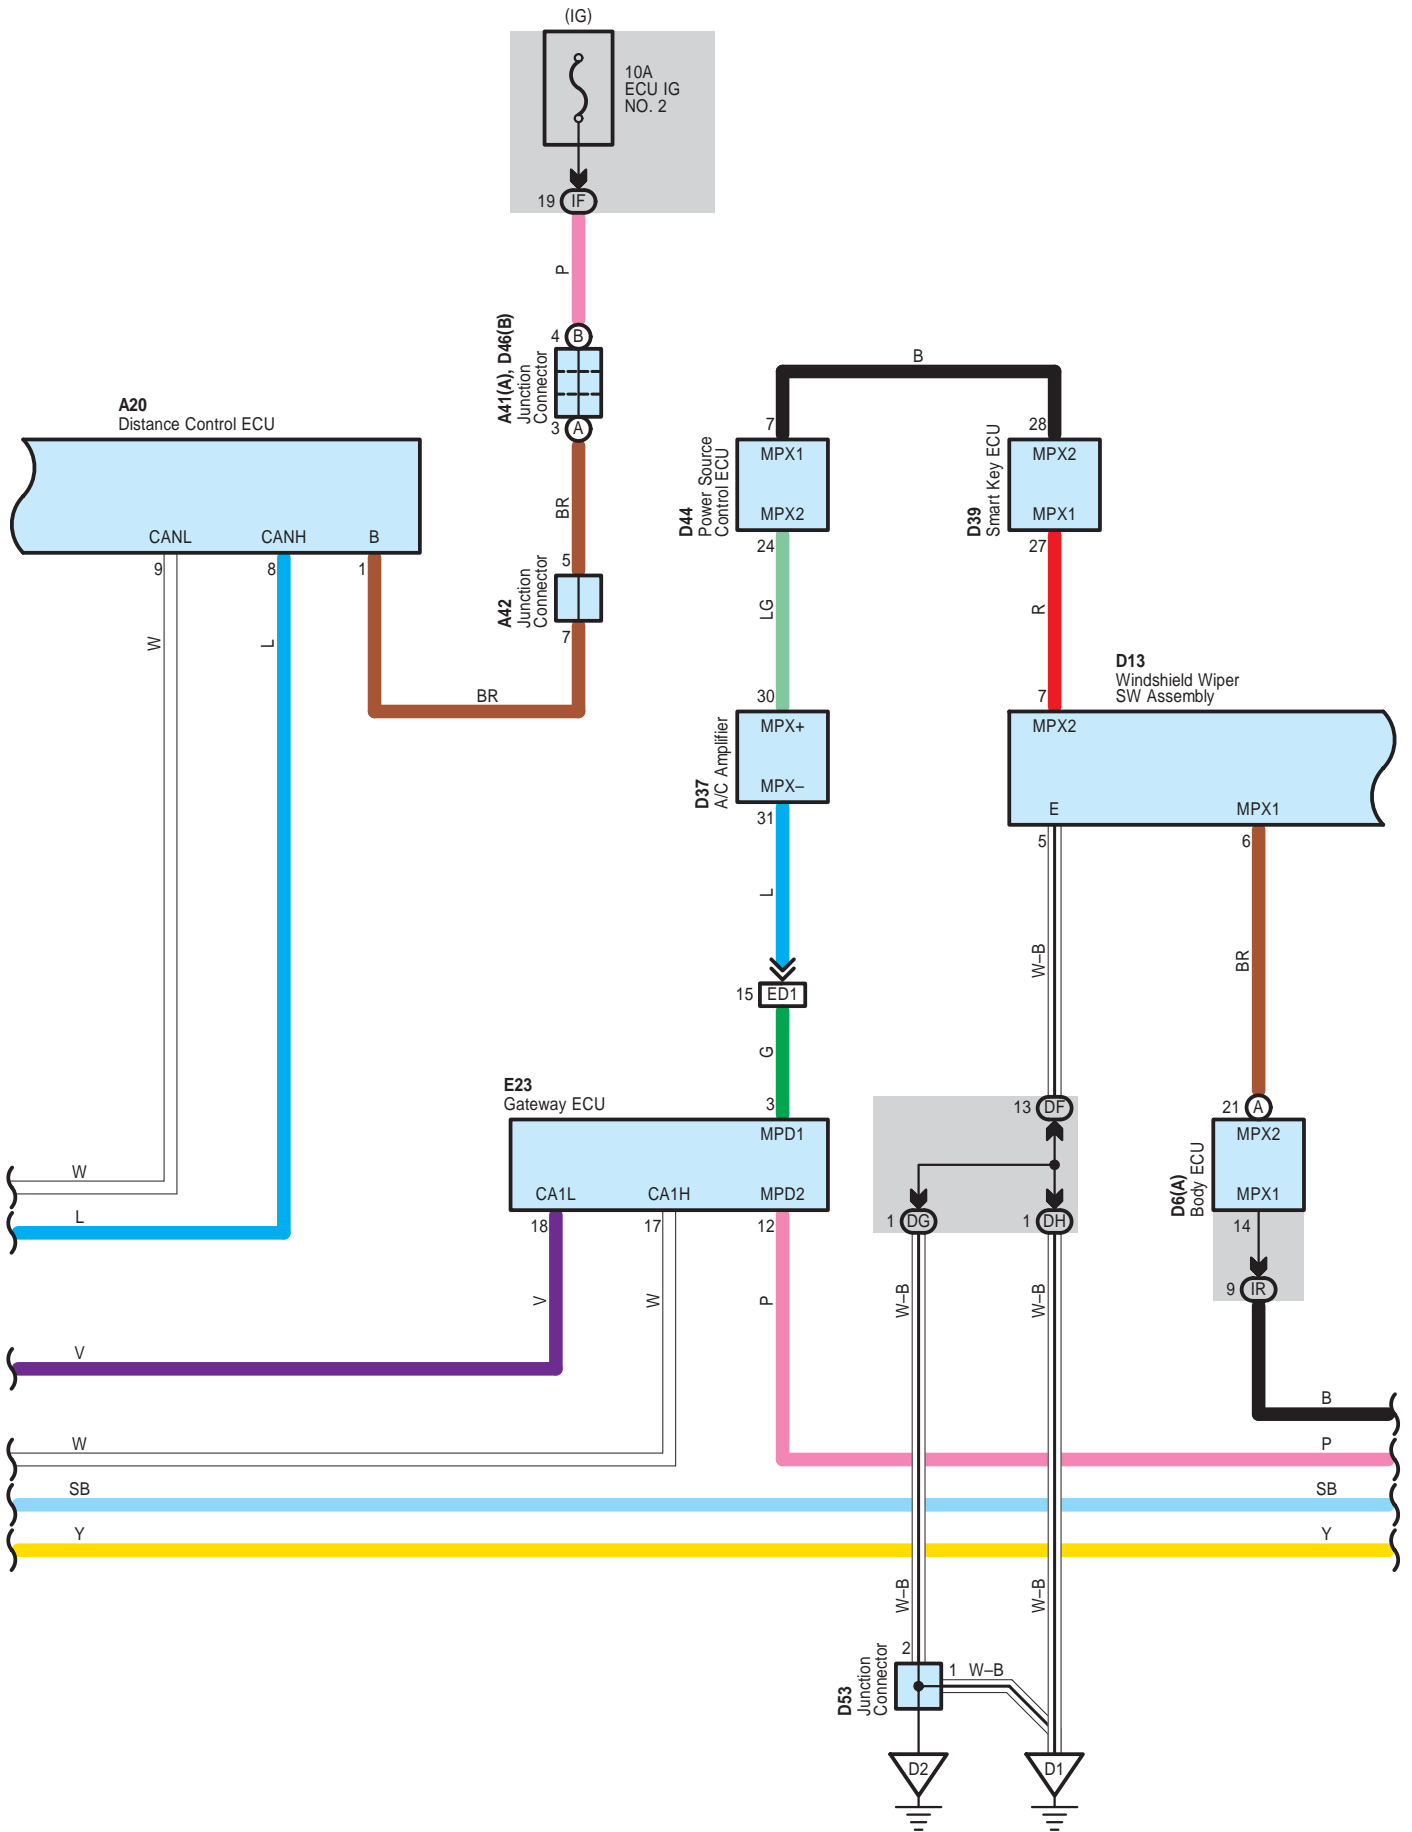 (IG)
10A
ECU IG
NO. 2
19 IF
P
A41(A), D46(B)
Junction
Connector
4 B
3 A
BR
5
A42
Junction
Connector
7
BR
A20
Distance Control ECU
CANL CANH B
9 8 1
W L
B
7 28
D44
Power Source
Control ECU
MPX1
MPX2
24
D39
Smart Key ECU
MPX2
MPX1
27
LG
R
30
D37
A/C Amplifier
MPX+
MPX–
31
L
D13
Windshield Wiper
SW Assembly
7
MPX2
E MPX1
5 6
W–B
BR
15 ED1
G
E23
Gateway ECU
3
MPD1
CA1L CA1H MPD2
18 17 12
V W P
13 DF
1 DG 1 DH
21 A
D6(A)
Body ECU
MPX2
MPX1
14
9 IR
W–B W–B
W
L
V
B
W P
SB SB
Y Y
W–B W–B
2
D53
Junction
Connector
1 W–B
D2 D1